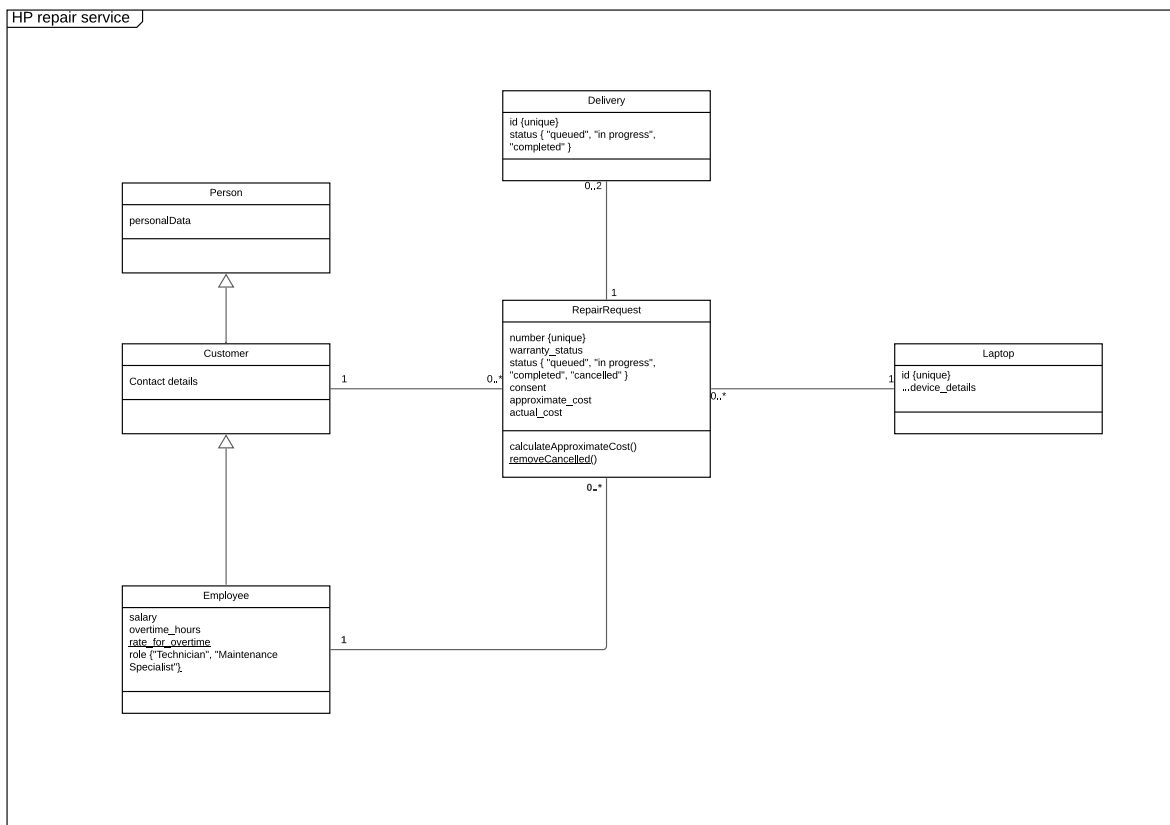 HP repair service
Delivery
id {unique}
status { "queued", "in progress",
"completed" }
0..2
1
Person
personalData
Customer
Contact details
1
0..*
RepairRequest
number {unique}
warranty_status
status { "queued", "in progress",
"completed", "cancelled" }
consent
approximate_cost
actual_cost
calculateApproximateCost()
removeCancelled()
0..*
1
Laptop
id {unique}
...device_details
0..*
1
Employee
salary
overtime_hours
rate_for_overtime
role {"Technician", "Maintenance
Specialist"}